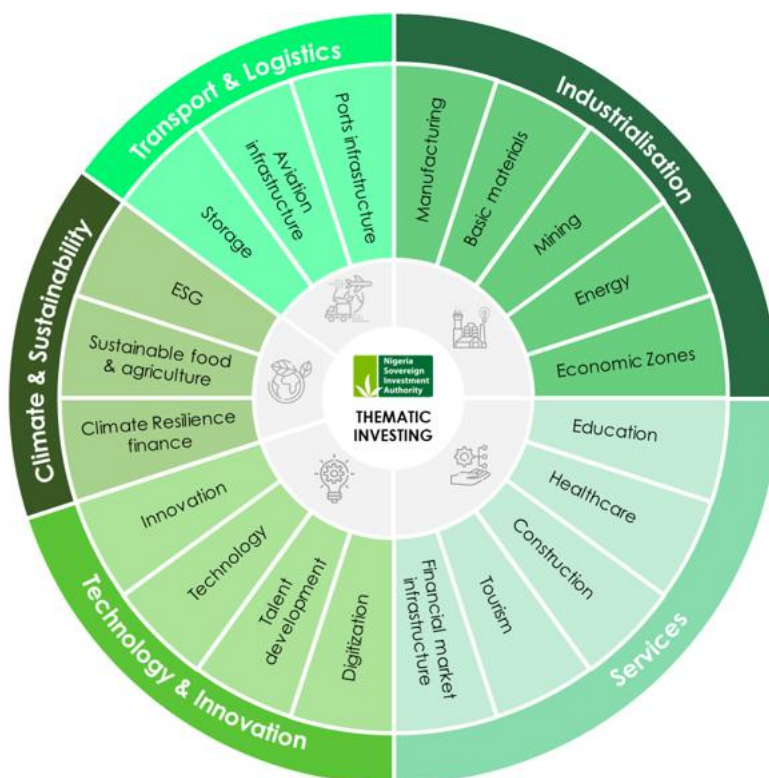 Transport & Logistics
Storage
Aviation
infrastructure
Ports infrastructure
Industrialisation
Manufacturing
Basic materials
Mining
Energy
Economic Zones
Services
Education
Healthcare
Construction
Tourism
Financial market
infrastructure
Technology & Innovation
Digitization
Talent
development
Technology
Innovation
Climate & Sustainability
Climate Resilience
finance
Sustainable food
& agriculture
ESG
Nigeria
Sovereign
Investment
Authority
THEMATIC
INVESTING